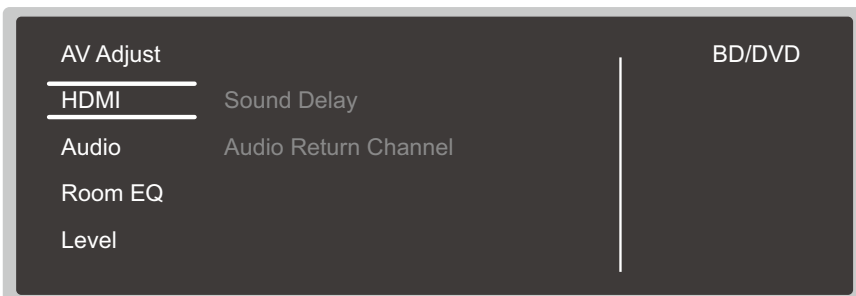 AV Adjust
BD/DVD
HDMI
Sound Delay
Audio
Audio Return Channel
Room EQ
Level